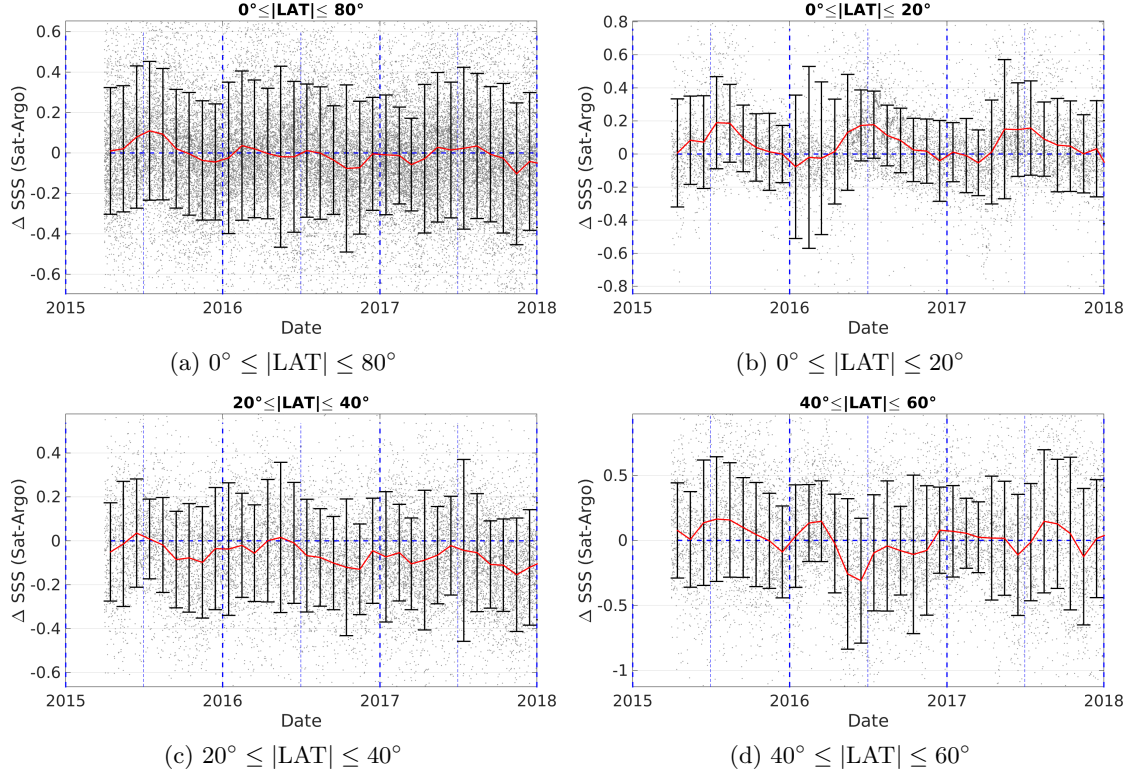 0°≤|LAT|≤ 80°
0.6
0.4
0.2
0
-0.2
-0.4
-0.6
Δ SSS (Sat-Argo)
2015
2016
2017
2018
Date
(a) 0° ≤ |LAT| ≤ 80°
0°≤|LAT|≤ 20°
0.8
0.6
0.4
0.2
0
-0.2
-0.4
-0.6
-0.8
Δ SSS (Sat-Argo)
2015
2016
2017
2018
Date
(b) 0° ≤ |LAT| ≤ 20°
20°≤|LAT|≤ 40°
0.4
0.2
0
-0.2
-0.4
-0.6
Δ SSS (Sat-Argo)
2015
2016
2017
2018
Date
(c) 20° ≤ |LAT| ≤ 40°
40°≤|LAT|≤ 60°
0.5
0
-0.5
-1
Δ SSS (Sat-Argo)
2015
2016
2017
2018
Date
(d) 40° ≤ |LAT| ≤ 60°